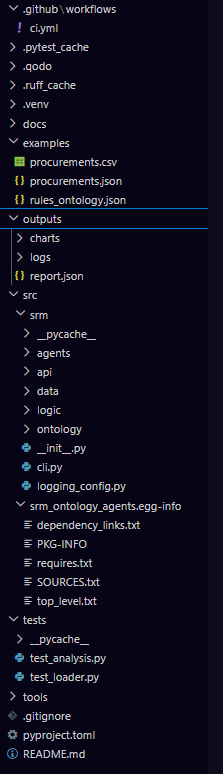 .github\workflows
ci.yml
.pytest_cache
.qodo
.ruff_cache
.venv
docs
examples
procurements.csv
procurements.json
rules_ontology.json
outputs
charts
logs
report.json
src
srm
__pycache__
agents
api
data
logic
ontology
__init__.py
cli.py
logging_config.py
srm_ontology_agents.egg-info
dependency_links.txt
PKG-INFO
requires.txt
SOURCES.txt
top_level.txt
tests
__pycache__
test_analysis.py
test_loader.py
tools
.gitignore
pyproject.toml
README.md